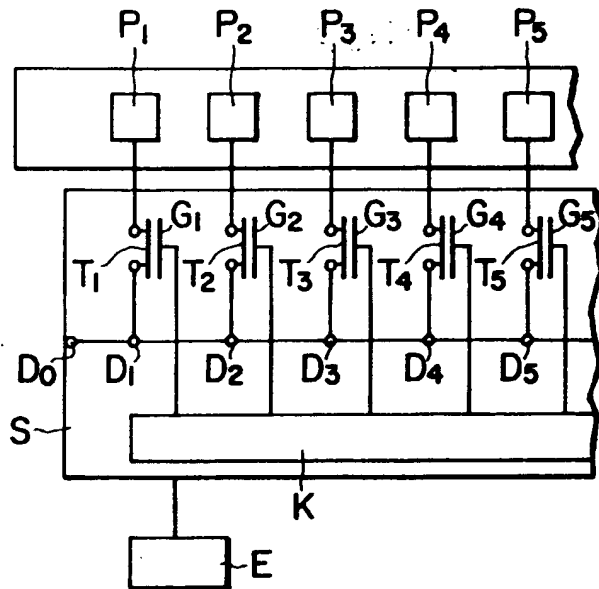 P1 P2 P3 P4 P5
G1 G2 G3 G4 G5
T1 T2 T3 T4 T5
D0 D1 D2 D3 D4 D5
S
K
E